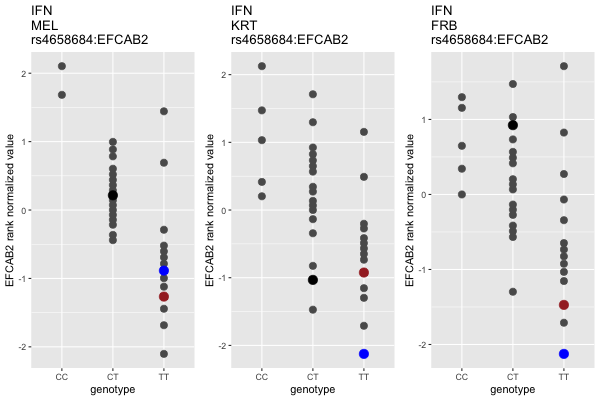 IFN
MEL
rs4658684:EFCAB2
EFCAB2 rank normalized value
2
1
0
-1
-2
CC
CT
TT
genotype
IFN
KRT
rs4658684:EFCAB2
EFCAB2 rank normalized value
2
1
0
-1
-2
CC
CT
TT
genotype
IFN
FRB
rs4658684:EFCAB2
EFCAB2 rank normalized value
1
0
-1
-2
CC
CT
TT
genotype